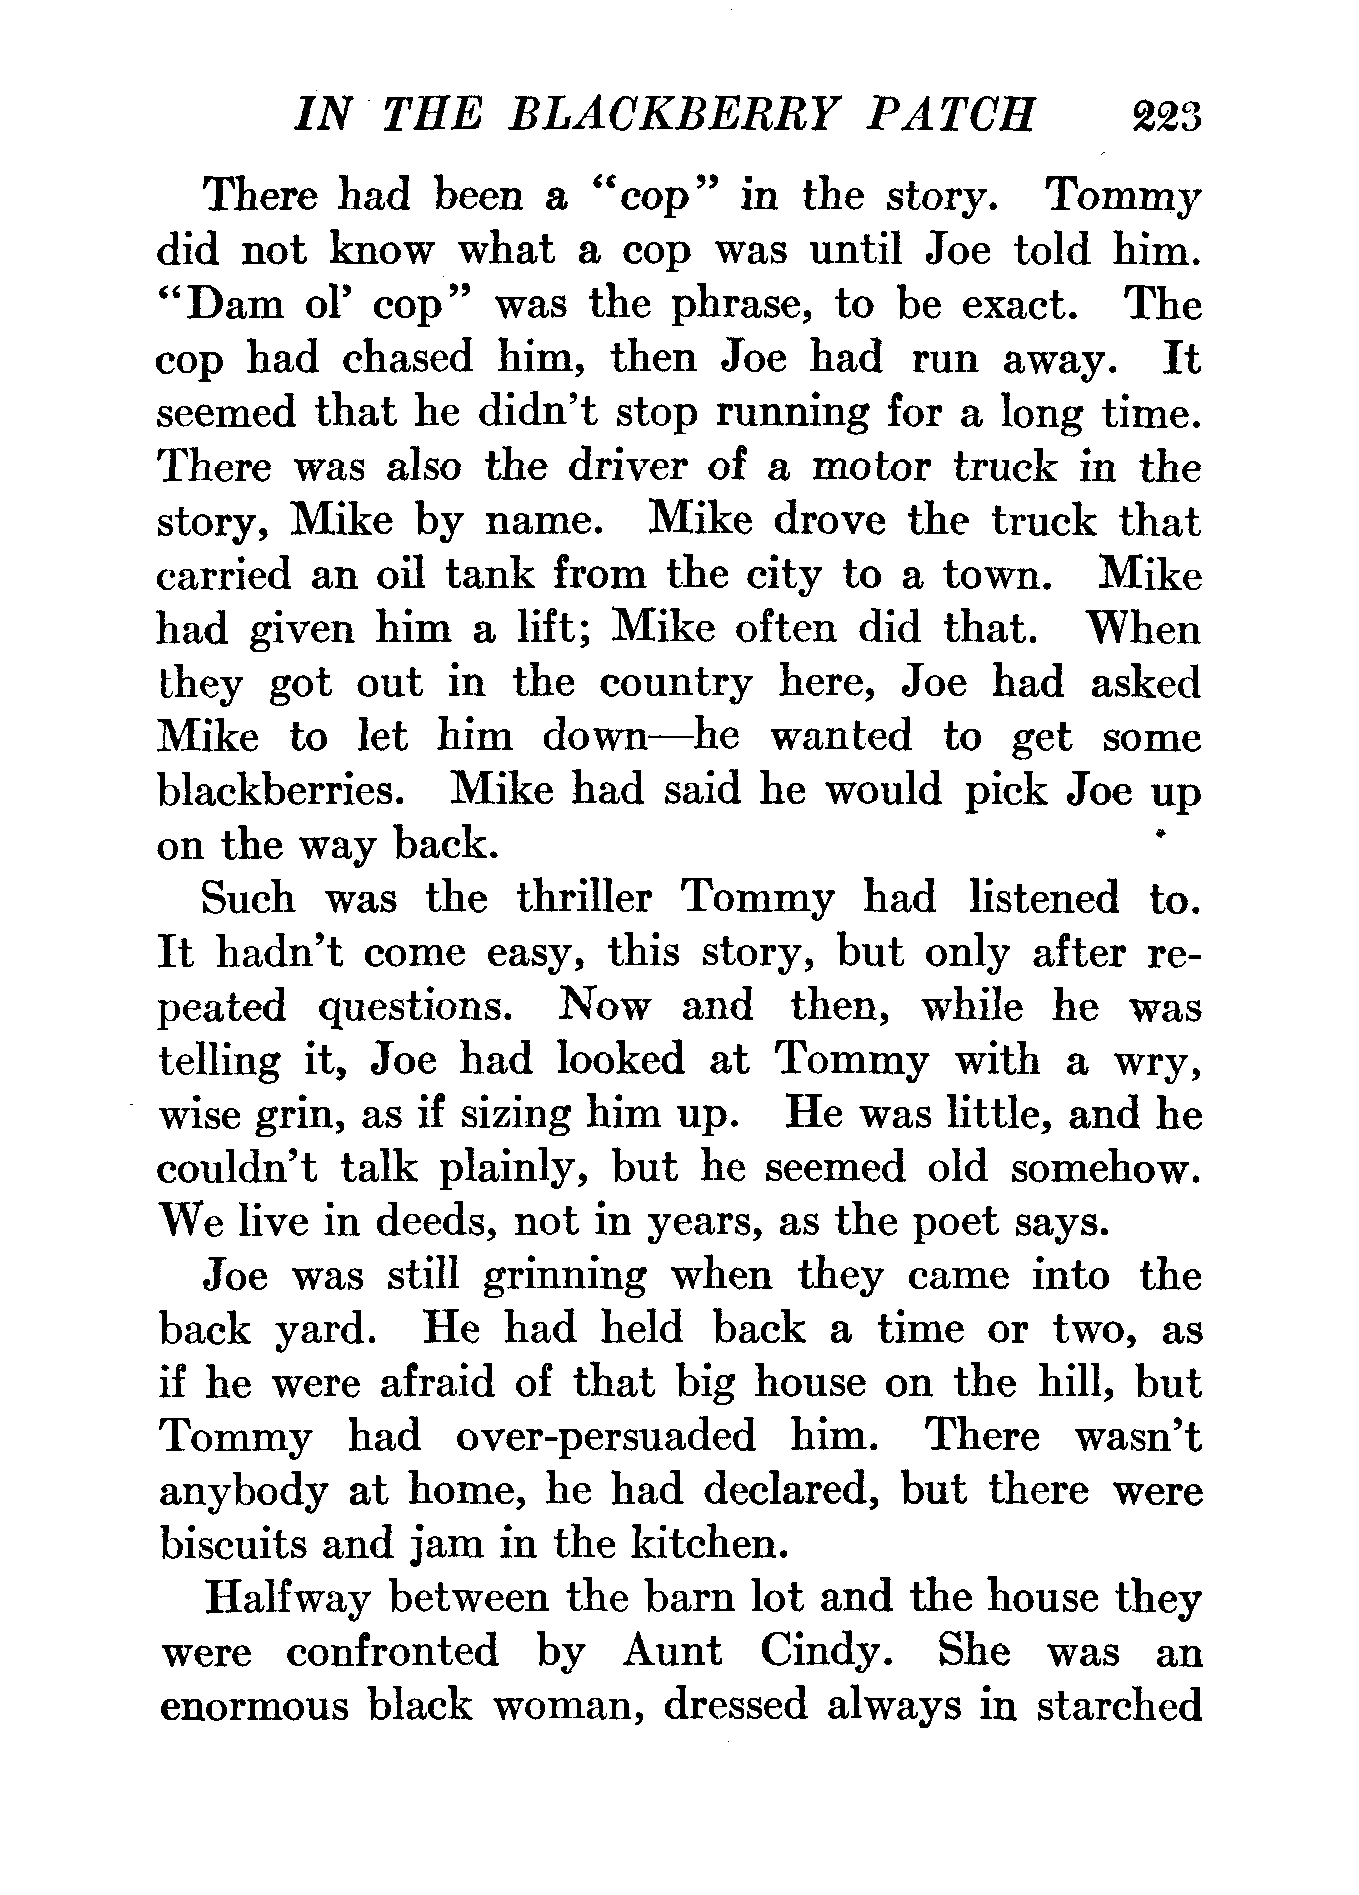 IN THE BLACKBERRY PATCH 223
There had been a “cop” in the story. Tommy
did not know what a cop was until Joe told him.
“Dam ol’ cop” was the phrase, to be exact. The
cop had chased him, then Joe had run away. It
seemed that he didn’t stop running for a long time.
There was also the driver of a motor truck in the
story, Mike by name. Mike drove the truck that
carried an oil tank from the city to a town. Mike
had given him a lift; Mike often did that. When
they got out in the country here, Joe had asked
Mike to let him down—he wanted to get some
blackberries. Mike had said he would pick Joe up
on the way back.
Such was the thriller Tommy had listened to.
It hadn’t come easy, this story, but only after re-
peated questions. Now and then, while he was
telling it, Joe had looked at Tommy with a wry,
wise grin, as if sizing him up. He was little, and he
couldn’t talk plainly, but he seemed old somehow.
We live in deeds, not in years, as the poet says.
Joe was still grinning when they came into the
back yard. He had held back a time or two, as
if he were afraid of that big house on the hill, but
Tommy had over-persuaded him. There wasn’t
anybody at home, he had declared, but there were
biscuits and jam in the kitchen.
Halfway between the barn lot and the house they
were confronted by Aunt Cindy. She was an
enormous black woman, dressed always in starched